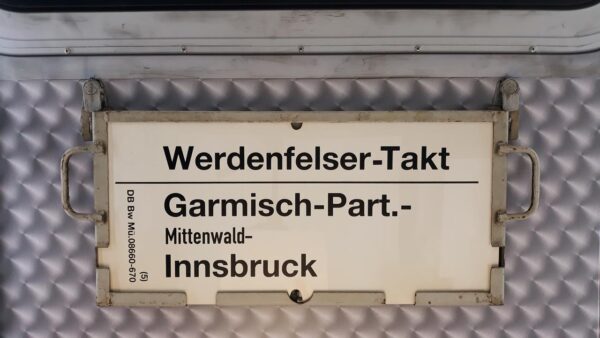 Werdenfelser-Takt
Garmisch-Part.-
Mittenwald-
Innsbruck
DB Bw Mü.08660-670
(5)